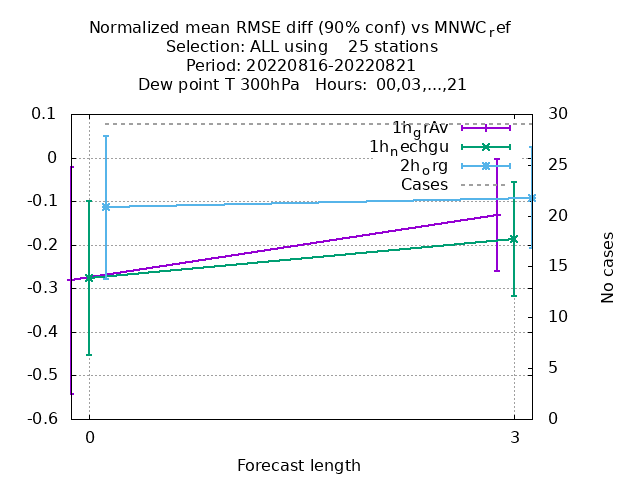 Normalized mean RMSE diff (90% conf) vs MNWC_ref
Selection: ALL using    25 stations
Period: 20220816-20220821
Dew point T 300hPa   Hours:  00,03,...,21
0.1
0
-0.1
-0.2
-0.3
-0.4
-0.5
-0.6
30
25
20
15
10
5
0
1h_grAv
1h_nechgu
2h_org
Cases
No cases
0
3
Forecast length